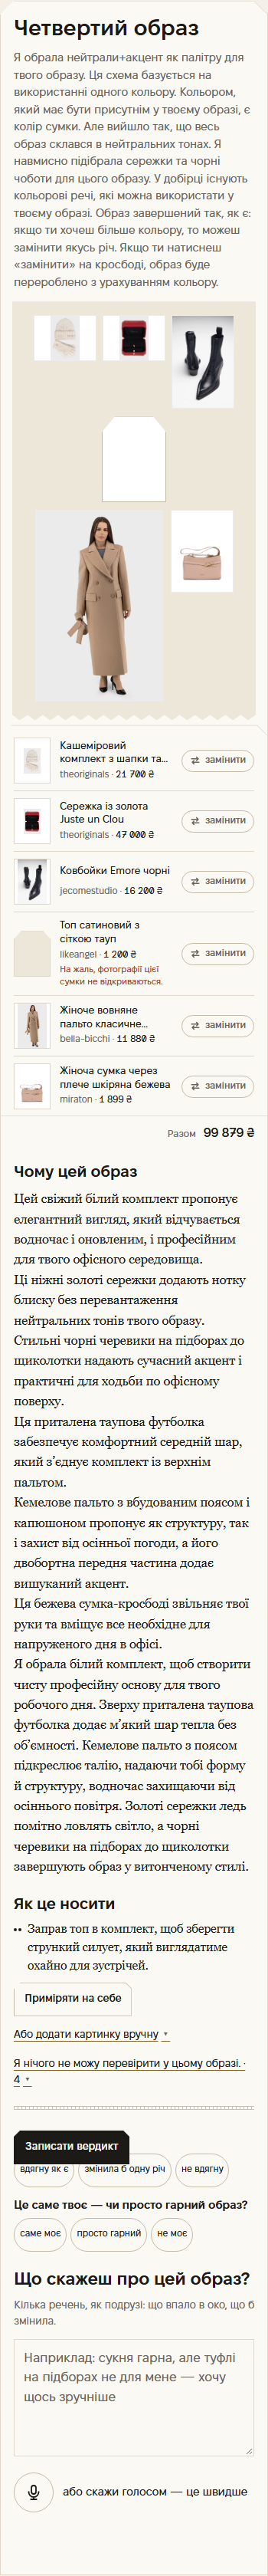 Четвертий образ
Я обрала нейтрали+акцент як палітру для
твого образу. Ця схема базується на
використанні одного кольору. Кольором,
який має бути присутнім у твоєму образі, є
колір сумки. Але вийшло так, що весь
образ склався в нейтральних тонах. Я
навмисно підібрала сережки та чорні
чоботи для цього образу. У добірці існують
кольорові речі, які можна використати у
твоєму образі. Образ завершений так, як є:
якщо ти хочеш більше кольору, то можеш
замінити якусь річ. Якщо ти натиснеш
«замінити» на кросбоді, образ буде
перероблено з урахуванням кольору.
Кашеміровий
комплект з шапки та...
theoriginals · 21 700 ₴
замінити
Сережка із золота
Juste un Clou
theoriginals · 47 000 ₴
замінити
Ковбойки Emore чорні
jecomestudio · 16 200 ₴
замінити
Топ сатиновий з
сіткою тауп
likeangel · 1 200 ₴
На жаль, фотографії цієї
сумки не відкриваються.
замінити
Жіноче вовняне
пальто класичне...
bella-bicchi · 11 880 ₴
замінити
Жіноча сумка через
плече шкіряна бежева
miraton · 1 899 ₴
замінити
Разом 99 879 ₴
Чому цей образ
Цей свіжий білий комплект пропонує
елегантний вигляд, який відчувається
водночас і оновленим, і професійним
для твого офісного середовища.
Ці ніжні золоті сережки додають нотку
блиску без перевантаження
нейтральних тонів твого образу.
Стильні чорні черевики на підборах до
щиколотки надають сучасний акцент і
практичні для ходьби по офісному
поверху.
Ця приталена таупова футболка
забезпечує комфортний середній шар,
який з’єднує комплект із верхнім
пальтом.
Кемелове пальто з вбудованим поясом і
капюшоном пропонує як структуру, так
і захист від осінньої погоди, а його
двобортна передня частина додає
вишуканий акцент.
Ця бежева сумка-кросбоді звільняє твої
руки та вміщує все необхідне для
напруженого дня в офісі.
Я обрала білий комплект, щоб створити
чисту професійну основу для твого
робочого дня. Зверху приталена таупова
футболка додає м’який шар тепла без
об’ємності. Кемелове пальто з поясом
підкреслює талію, надаючи тобі форму
й структуру, водночас захищаючи від
осіннього повітря. Золоті сережки ледь
помітно ловлять світло, а чорні
черевики на підборах до щиколотки
завершують образ у витонченому стилі.
Як це носити
Заправ топ в комплект, щоб зберегти
стрункий силует, який виглядатиме
охайно для зустрічей.
Приміряти на себе
Або додати картинку вручну
Я нічого не можу перевірити у цьому образі. ·
4
Записати вердикт
вдягну як є
змінила б одну річ
не вдягну
Це саме твоє — чи просто гарний образ?
саме моє
просто гарний
не моє
Що скажеш про цей образ?
Кілька речень, як подрузі: що впало в око, що б
змінила.
Наприклад: сукня гарна, але туфлі
на підборах не для мене — хочу
щось зручніше
або скажи голосом — це швидше